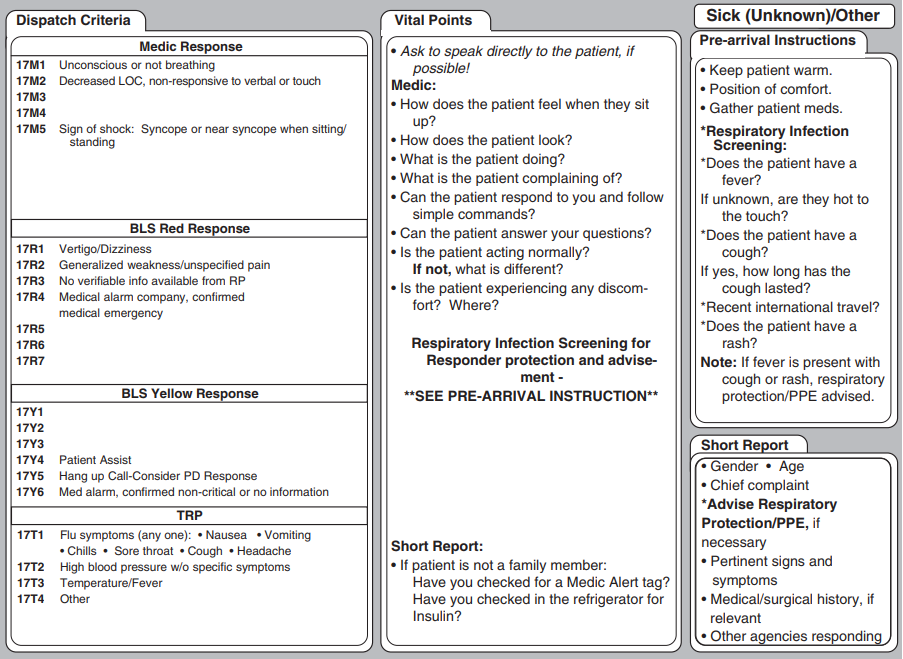 Dispatch Criteria
Medic Response
17M1 Unconscious or not breathing
17M2 Decreased LOC, non-responsive to verbal or touch
17M3
17M4
17M5 Sign of shock: Syncope or near syncope when sitting/
standing
BLS Red Response
17R1 Vertigo/Dizziness
17R2 Generalized weakness/unspecified pain
17R3 No verifiable info available from RP
17R4 Medical alarm company, confirmed
medical emergency
17R5
17R6
17R7
BLS Yellow Response
17Y1
17Y2
17Y3
17Y4 Patient Assist
17Y5 Hang up Call-Consider PD Response
17Y6 Med alarm, confirmed non-critical or no information
TRP
17T1 Flu symptoms (any one): • Nausea • Vomiting
• Chills • Sore throat • Cough • Headache
17T2 High blood pressure w/o specific symptoms
17T3 Temperature/Fever
17T4 Other
Vital Points
• Ask to speak directly to the patient, if
possible!
Medic:
• How does the patient feel when they sit
up?
• How does the patient look?
• What is the patient doing?
• What is the patient complaining of?
• Can the patient respond to you and follow
simple commands?
• Can the patient answer your questions?
• Is the patient acting normally?
If not, what is different?
• Is the patient experiencing any discom-
fort? Where?
Respiratory Infection Screening for
Responder protection and advise-
ment -
**SEE PRE-ARRIVAL INSTRUCTION**
Short Report:
• If patient is not a family member:
Have you checked for a Medic Alert tag?
Have you checked in the refrigerator for
Insulin?
Sick (Unknown)/Other
Pre-arrival Instructions
• Keep patient warm.
• Position of comfort.
• Gather patient meds.
*Respiratory Infection
Screening:
*Does the patient have a
fever?
If unknown, are they hot to
the touch?
*Does the patient have a
cough?
If yes, how long has the
cough lasted?
*Recent international travel?
*Does the patient have a
rash?
Note: If fever is present with
cough or rash, respiratory
protection/PPE advised.
Short Report
• Gender • Age
• Chief complaint
*Advise Respiratory
Protection/PPE, if
necessary
• Pertinent signs and
symptoms
• Medical/surgical history, if
relevant
• Other agencies responding